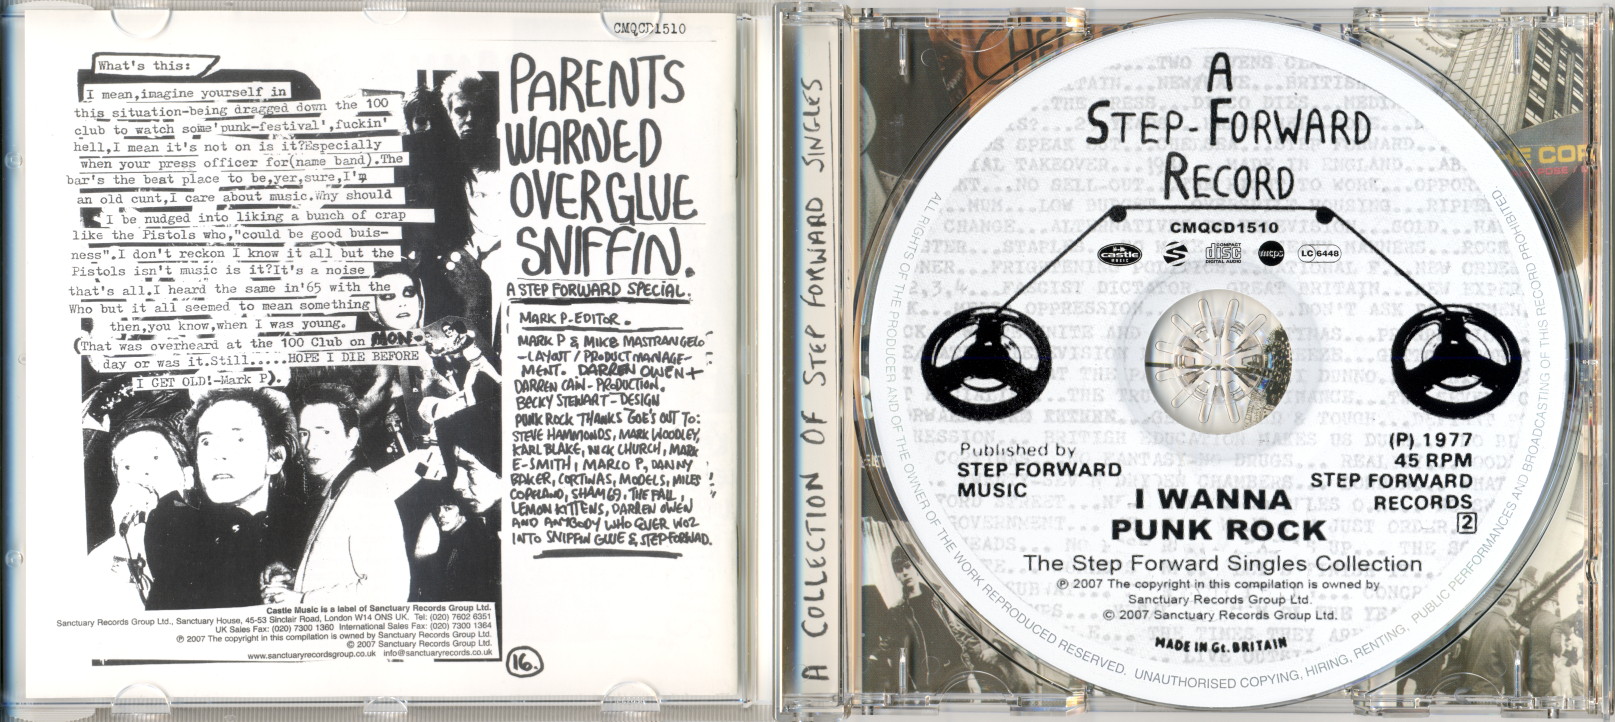 CMQCD1510
What's this:
I mean,imagine yourself in
this situation-being dragged down the 100
club to watch some'punk-festival',fuckin'
hell,I mean it's not on is it?Especially
when your press officer for(name band).The
bar's the beat place to be,yer,sure,I'm
an old cunt,I care about music.Why should
I be nudged into liking a bunch of crap
like the Pistols who,"could be good buis-
ness".I don't reckon I know it all but the
Pistols isn't music is it?It's a noise
that's all.I heard the same in'65 with the
Who but it all seemed to mean something
then,you know,when I was young.
(That was overheard at the 100 Club on MON-
day or was it.Still.....HOPE I DIE BEFORE
I GET OLD!-Mark P).
Castle Music is a label of Sanctuary Records Group Ltd.
Sanctuary Records Group Ltd., Sanctuary House, 45-53 Sinclair Road, London W14 ONS UK. Tel: (020) 7602 6351
UK Sales Fax: (020) 7300 1360 International Sales Fax: (020) 7300 1364
℗ 2007 The copyright in this compilation is owned by Sanctuary Records Group Ltd.
© 2007 Sanctuary Records Group Ltd.
www.sanctuaryrecordsgroup.co.uk info@sanctuaryrecords.co.uk
PARENTS
WARNED
OVER GLUE
SNIFFIN.
A STEP FORWARD SPECIAL.
MARK P-EDITOR.
MARK P & MIKE MASTRANGELO
-LAYOUT / PRODUCT MANAGE-
MENT. DARREN OWEN +
DARREN CAIN - PRODUCTION.
BECKY STEWART - DESIGN
PUNK ROCK THANKS GOE'S OUT TO:
STEVE HAMMONDS, MARK WOODLEY,
KARL BLAKE, NICK CHURCH, MARK
E-SMITH, MARCO P, DANNY
BAKER, CORTINAS, MODELS, MILES
COPELAND, SHAM 69, THE FALL,
LEMON KITTENS, DARREN OWEN
AND ANYBODY WHO EVER WOZ
INTO SNIFFIN GLUE & STEP-FORWAD.
16.
A COLLECTION OF STEP FORWARD SINGLES
A
STEP-FORWARD
RECORD
CMQCD1510
castle
MUSIC
S
COMPACT
disc
DIGITAL AUDIO
mcps
LC 6448
Published by
STEP FORWARD
MUSIC
(P) 1977
45 RPM
STEP FORWARD
RECORDS
2
I WANNA
PUNK ROCK
The Step Forward Singles Collection
℗ 2007 The copyright in this compilation is owned by
Sanctuary Records Group Ltd.
© 2007 Sanctuary Records Group Ltd.
MADE IN Gt. BRITAIN
ALL RIGHTS OF THE PRODUCER AND OF THE OWNER OF THE WORK REPRODUCED RESERVED. UNAUTHORISED COPYING, HIRING, RENTING, PUBLIC PERFORMANCES AND BROADCASTING OF THIS RECORD PROHIBITED.